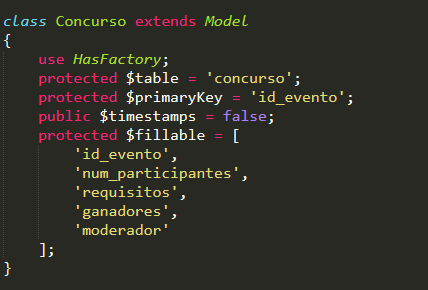 class Concurso extends Model
{
    use HasFactory;
    protected $table = 'concurso';
    protected $primaryKey = 'id_evento';
    public $timestamps = false;
    protected $fillable = [
        'id_evento',
        'num_participantes',
        'requisitos',
        'ganadores',
        'moderador'
    ];
}